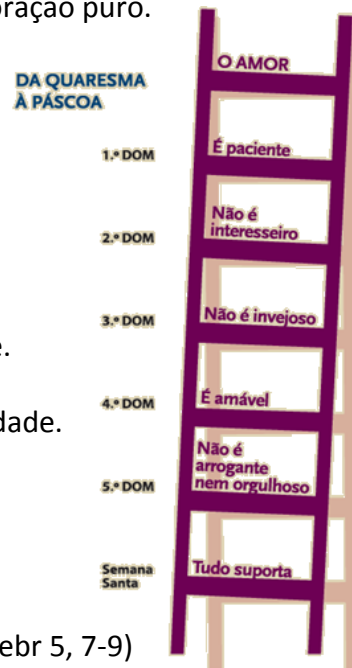 oração puro.
O AMOR
DA QUARESMA
À PÁSCOA
1.º DOM
É paciente
2.º DOM
Não é
interesseiro
3.º DOM
Não é invejoso
e.
4.º DOM
É amável
dade.
5.º DOM
Não é
arrogante
nem orgulhoso
Semana
Santa
Tudo suporta
ebr 5, 7-9)